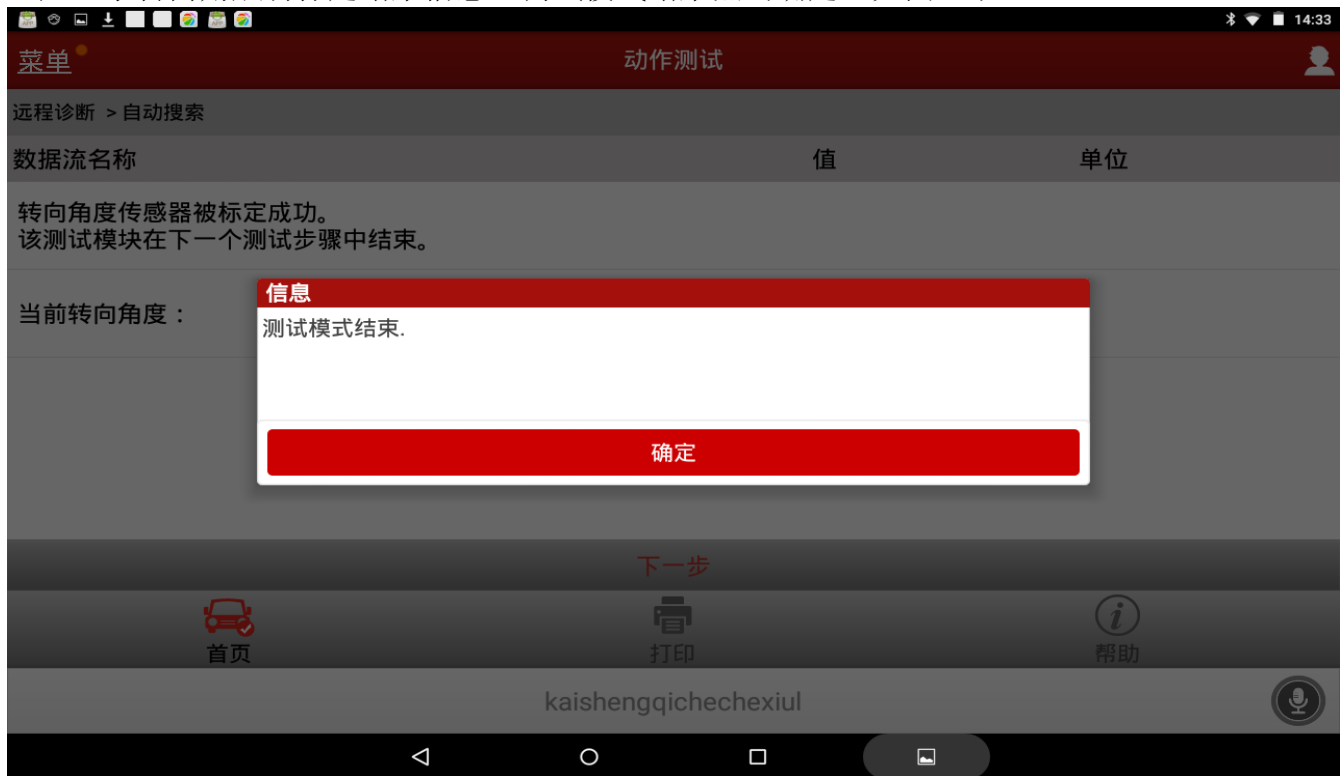 14:33
菜单
动作测试
远程诊断 >自动搜索
数据流名称 值 单位
转向角度传感器被标定成功。
该测试模块在下一个测试步骤中结束。
当前转向角度：
信息
测试模式结束.
确定
下一步
首页 打印 帮助
kaishengqichechexiul